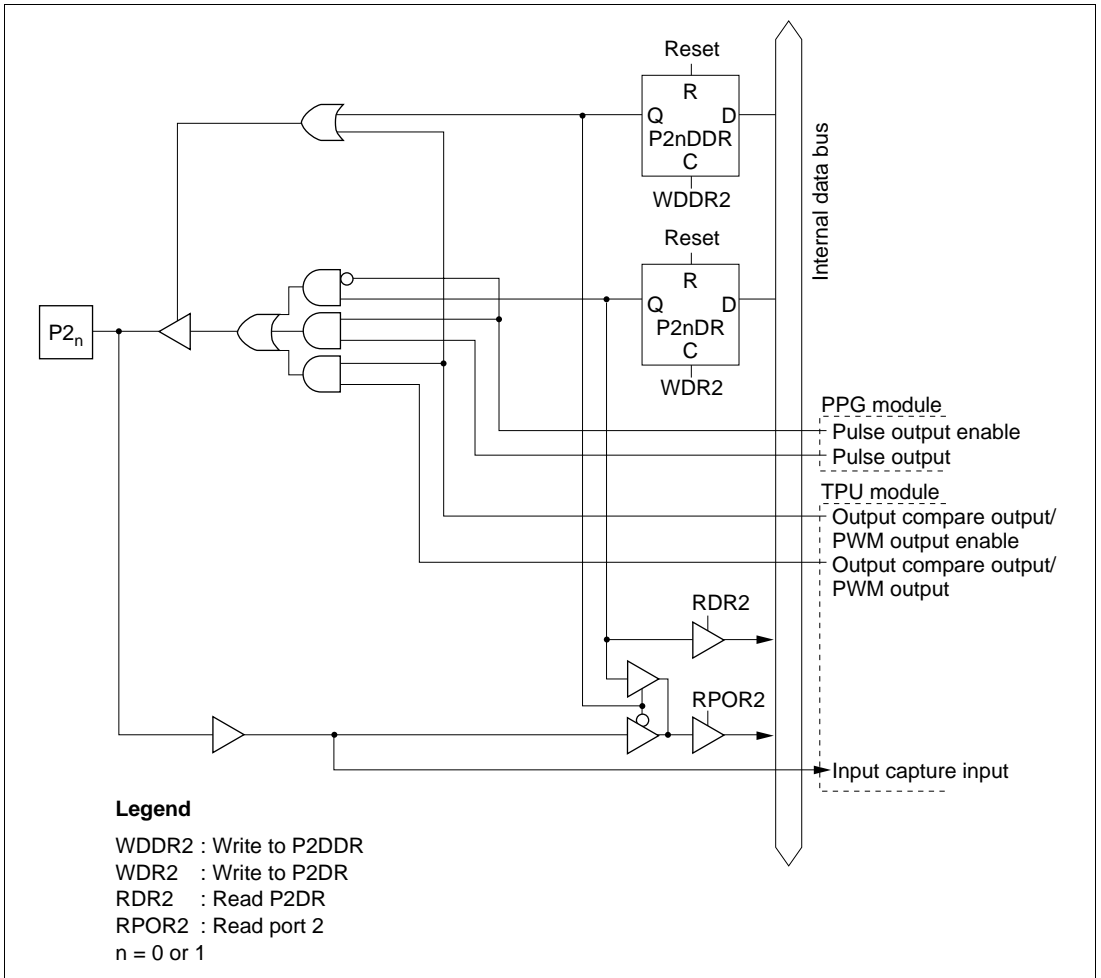 Reset
R
Q D
P2nDDR
C
WDDR2
Internal data bus
Reset
R
Q D
P2nDR
C
WDR2
P2n
PPG module
Pulse output enable
Pulse output
TPU module
Output compare output/
PWM output enable
Output compare output/
PWM output
RDR2
RPOR2
Input capture input
Legend
WDDR2 : Write to P2DDR
WDR2 : Write to P2DR
RDR2 : Read P2DR
RPOR2 : Read port 2
n = 0 or 1